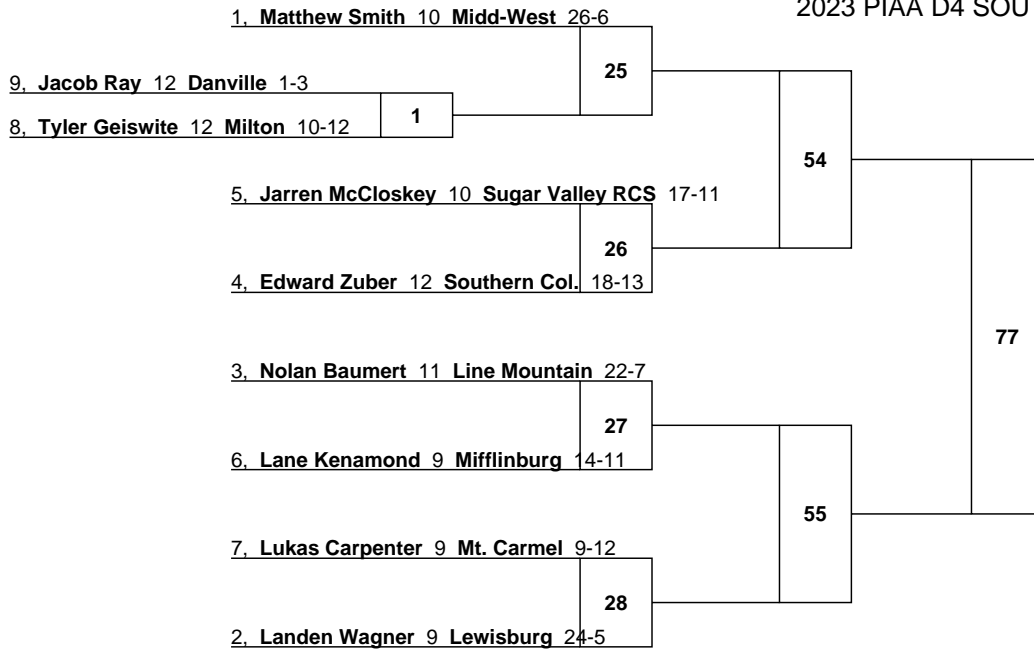 2023 PIAA D4 SOU
1, Matthew Smith 10 Midd-West 26-6
25
9, Jacob Ray 12 Danville 1-3
1
8, Tyler Geiswite 12 Milton 10-12
54
5, Jarren McCloskey 10 Sugar Valley RCS 17-11
26
4, Edward Zuber 12 Southern Col. 18-13
77
3, Nolan Baumert 11 Line Mountain 22-7
27
6, Lane Kenamond 9 Mifflinburg 14-11
55
7, Lukas Carpenter 9 Mt. Carmel 9-12
28
2, Landen Wagner 9 Lewisburg 24-5